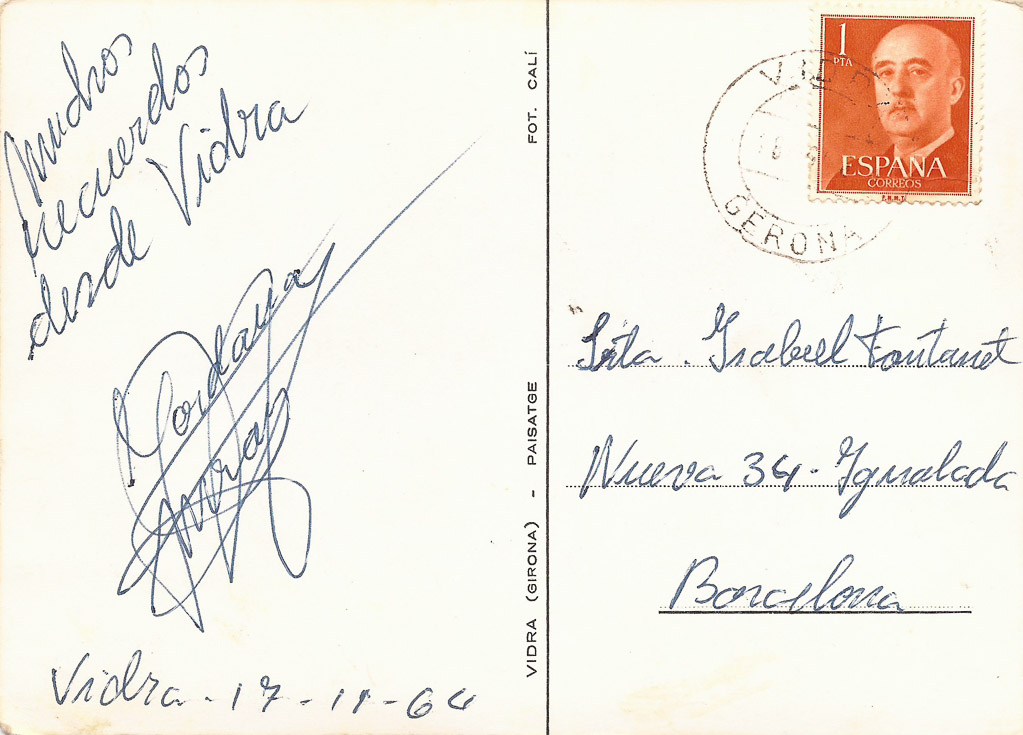 Muchos
recuerdos
desde Vidra
Vidra - 17 - 11 - 64
VIDRA (GIRONA) - PAISATGE
FOT. CALÍ
1
PTA
ESPAÑA
CORREOS
F.N.M.T.
GERONA
Srta. Isabel Fontanet
Nueva 34 - Igualada
Barcelona